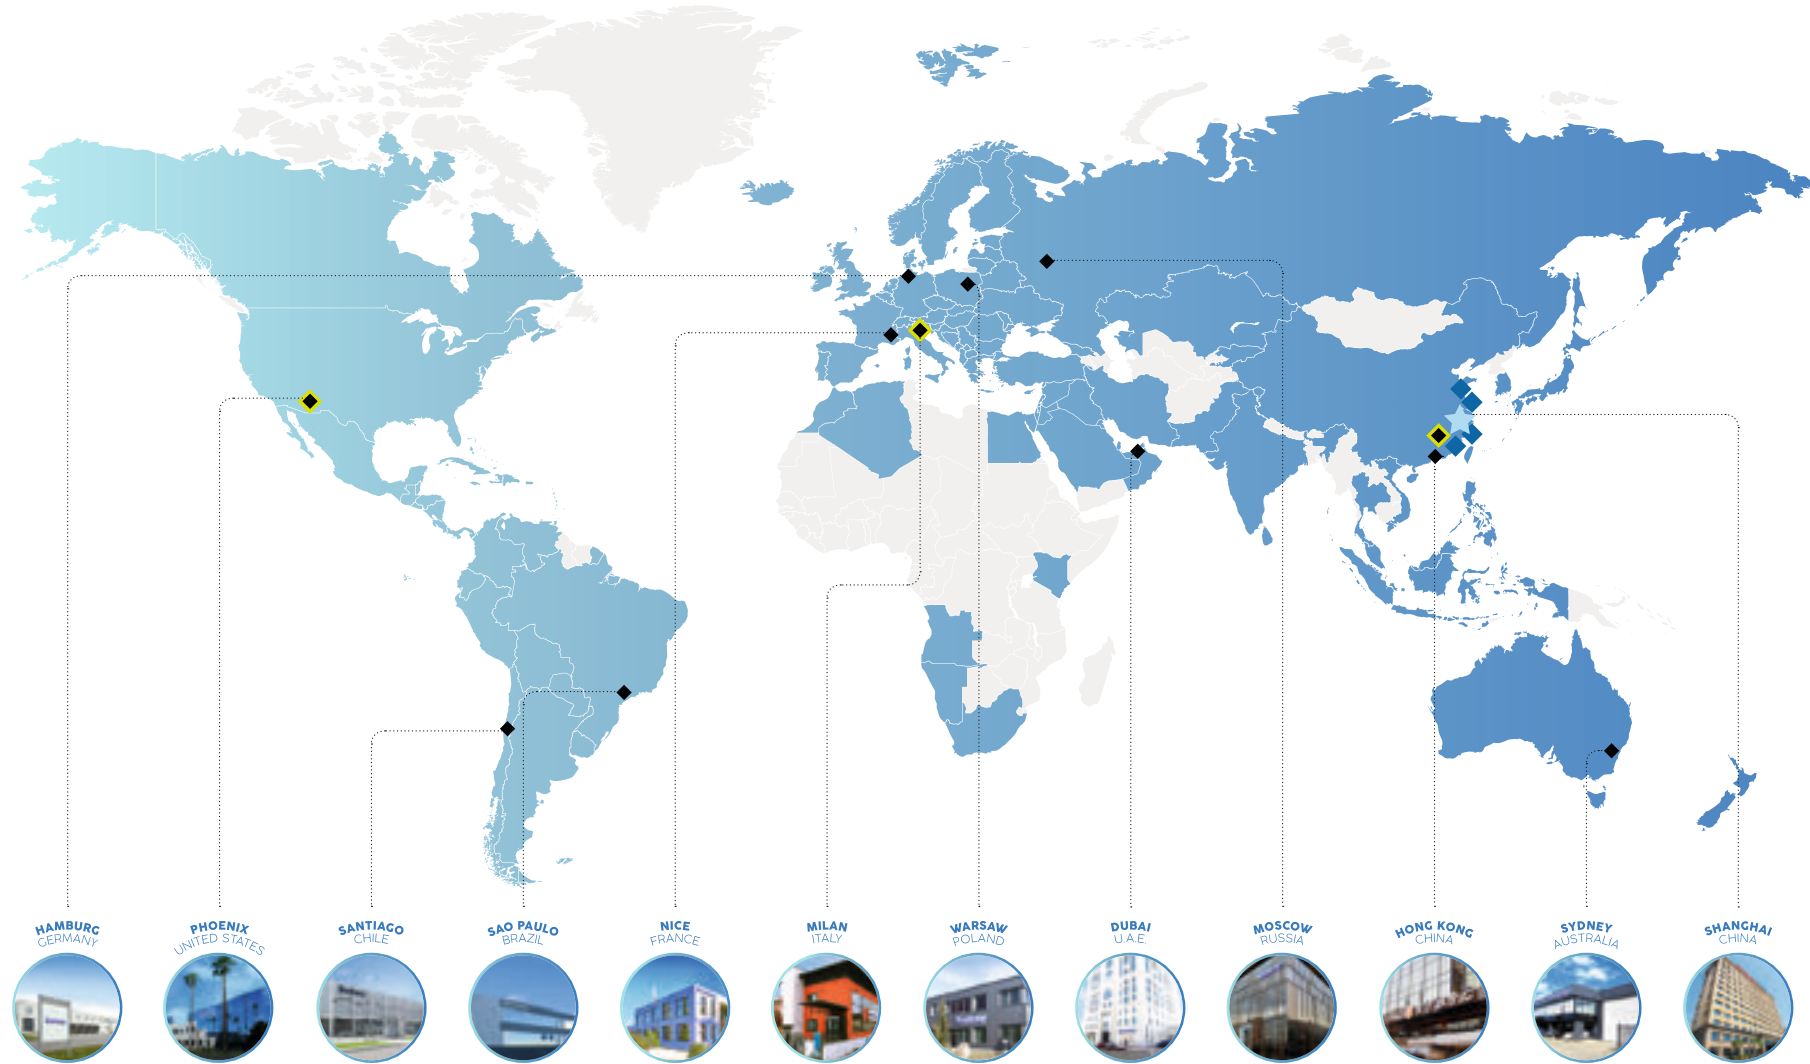 HAMBURG
GERMANY
PHOENIX
UNITED STATES
SANTIAGO
CHILE
SAO PAULO
BRAZIL
NICE
FRANCE
MILAN
ITALY
WARSAW
POLAND
DUBAI
U.A.E
MOSCOW
RUSSIA
HONG KONG
CHINA
SYDNEY
AUSTRALIA
SHANGHAI
CHINA